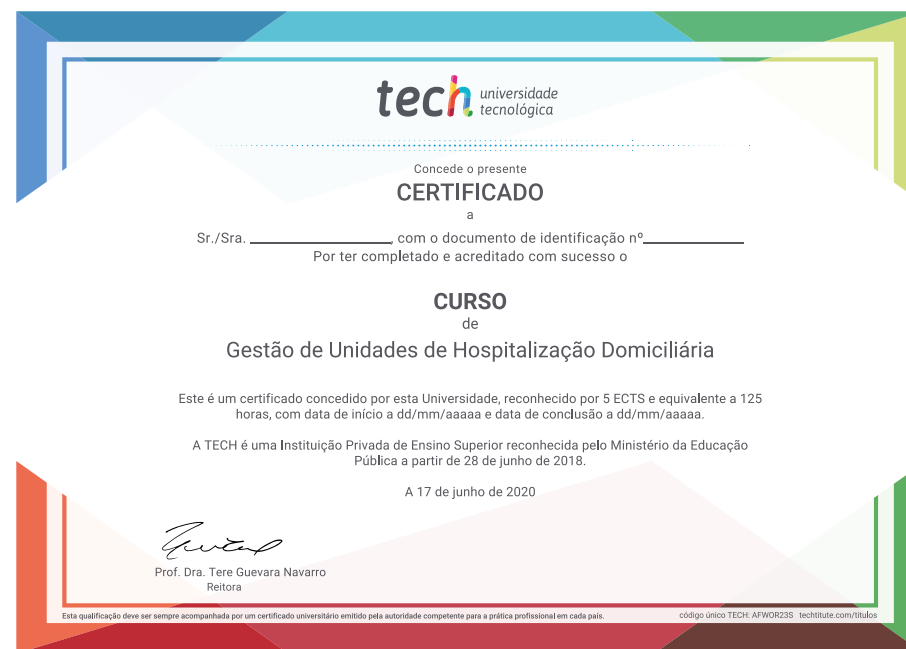 tech universidade
tecnológica
Concede o presente
CERTIFICADO
a
Sr./Sra. _________________, com o documento de identificação nº____________
Por ter completado e acreditado com sucesso o
CURSO
de
Gestão de Unidades de Hospitalização Domiciliária
Este é um certificado concedido por esta Universidade, reconhecido por 5 ECTS e equivalente a 125
horas, com data de início a dd/mm/aaaaa e data de conclusão a dd/mm/aaaaa.
A TECH é uma Instituição Privada de Ensino Superior reconhecida pelo Ministério da Educação
Pública a partir de 28 de junho de 2018.
A 17 de junho de 2020
Prof. Dra. Tere Guevara Navarro
Reitora
Esta qualificação deve ser sempre acompanhada por um certificado universitário emitido pela autoridade competente para a prática profissional em cada país.
código único TECH: AFWOR23S techtitute.com/titulos